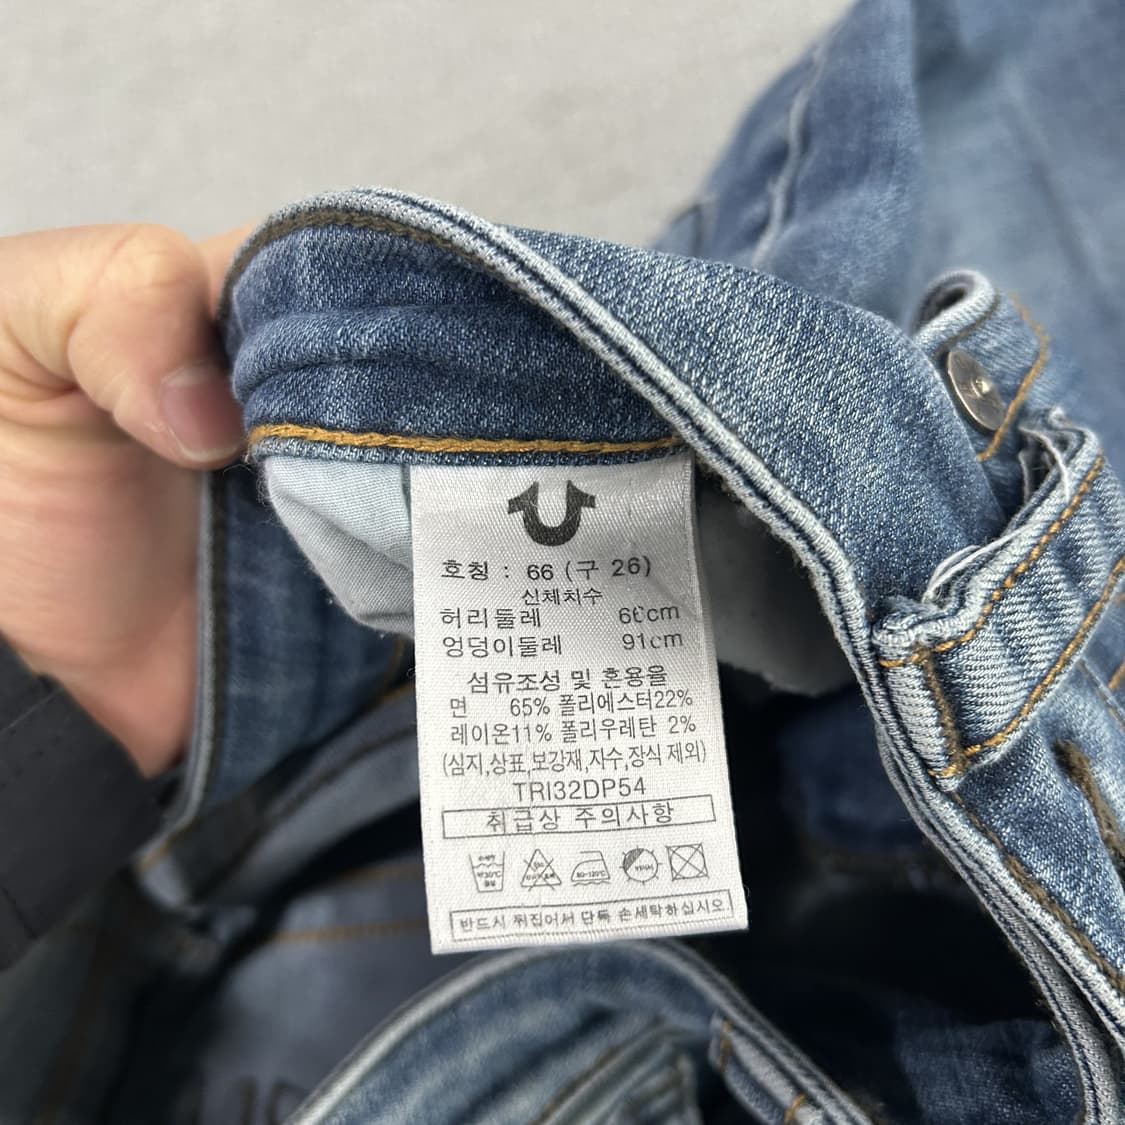 호칭 : 66 (구 26)
신체치수
허리둘레 66cm
엉덩이둘레 91cm
섬유조성 및 혼용율
면 65% 폴리에스터22%
레이온11% 폴리우레탄 2%
(심지,상표,보강재,자수,장식 제외)
TRI32DP54
취급상 주의사항
80~120℃
반드시 뒤집어서 단독 손세탁하십시오